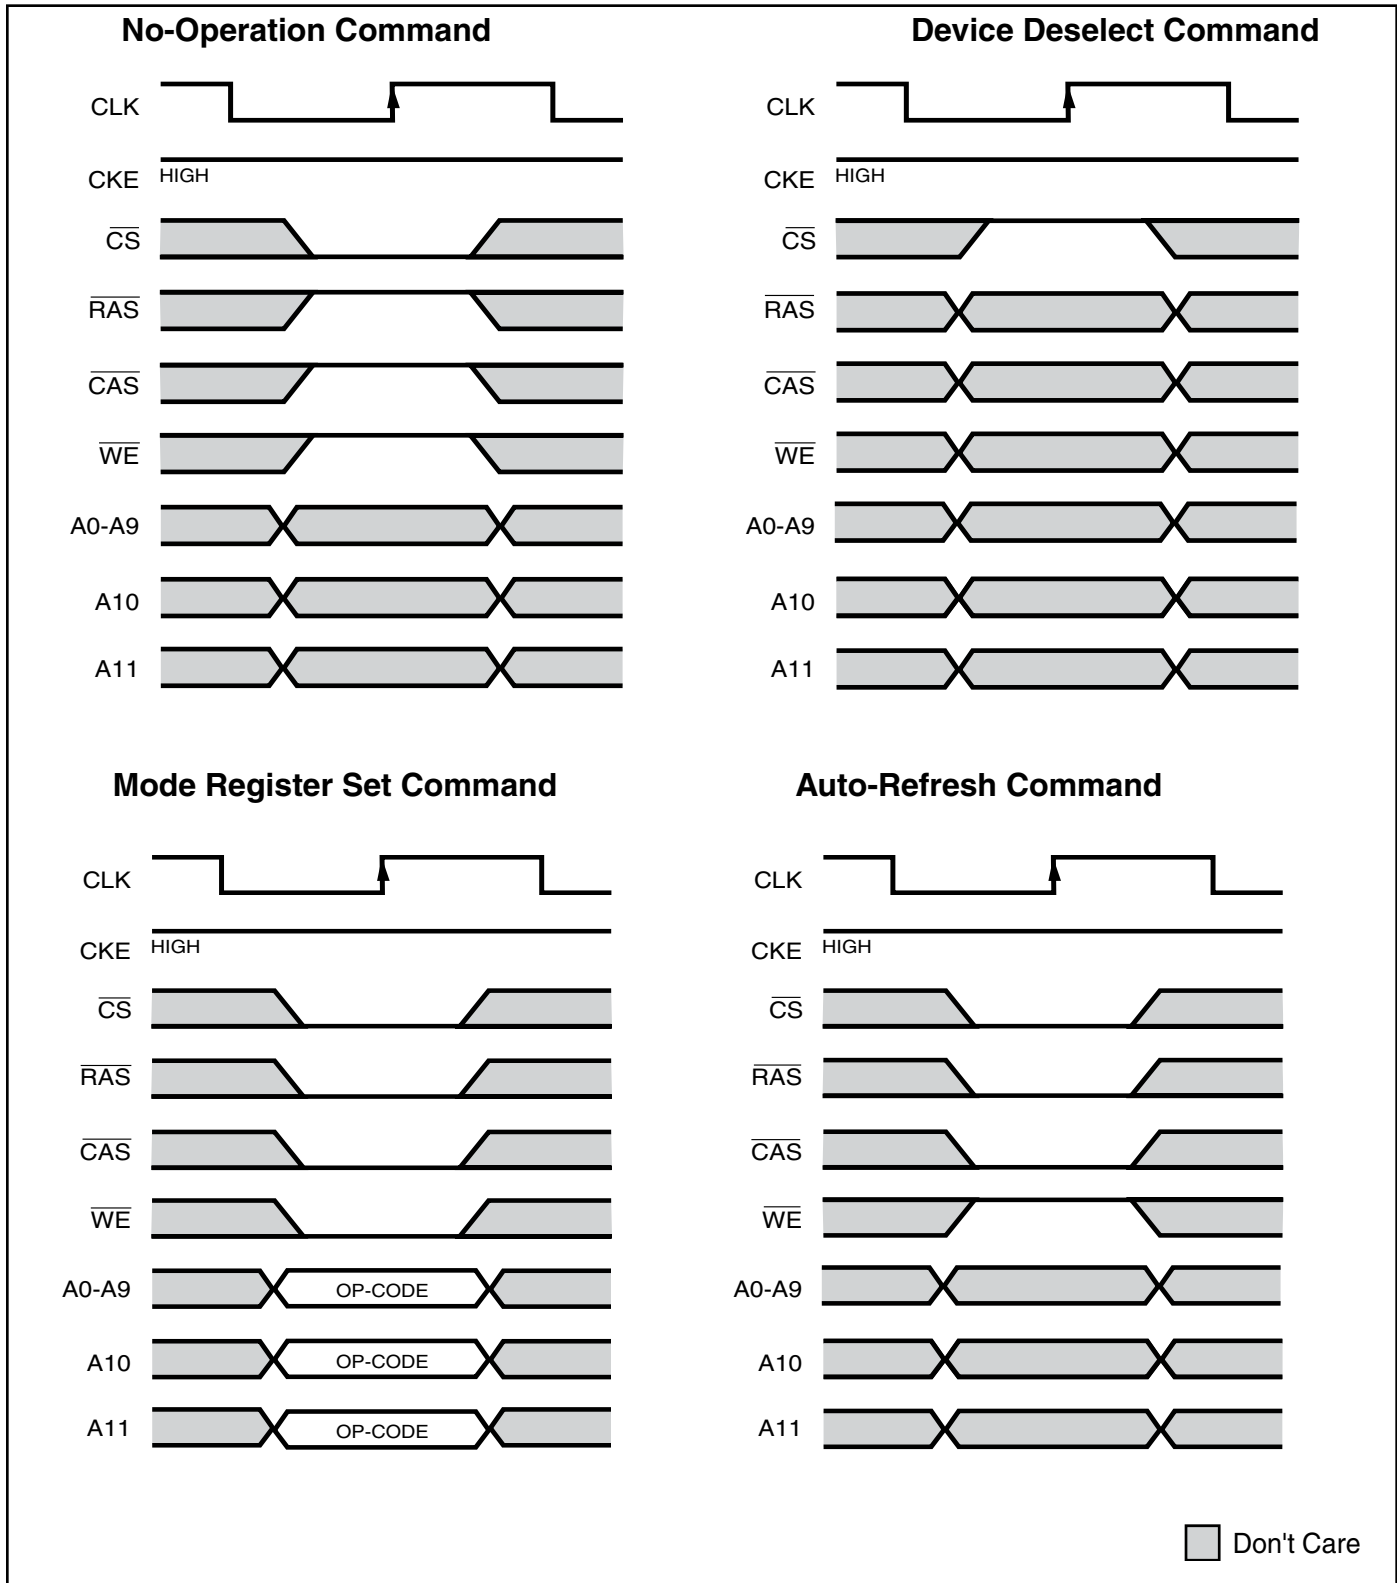 No-Operation Command
CLK
CKE HIGH
CS
RAS
CAS
WE
A0-A9
A10
A11
Device Deselect Command
CLK
CKE HIGH
CS
RAS
CAS
WE
A0-A9
A10
A11
Mode Register Set Command
CLK
CKE HIGH
CS
RAS
CAS
WE
A0-A9 OP-CODE
A10 OP-CODE
A11 OP-CODE
Auto-Refresh Command
CLK
CKE HIGH
CS
RAS
CAS
WE
A0-A9
A10
A11
Don't Care